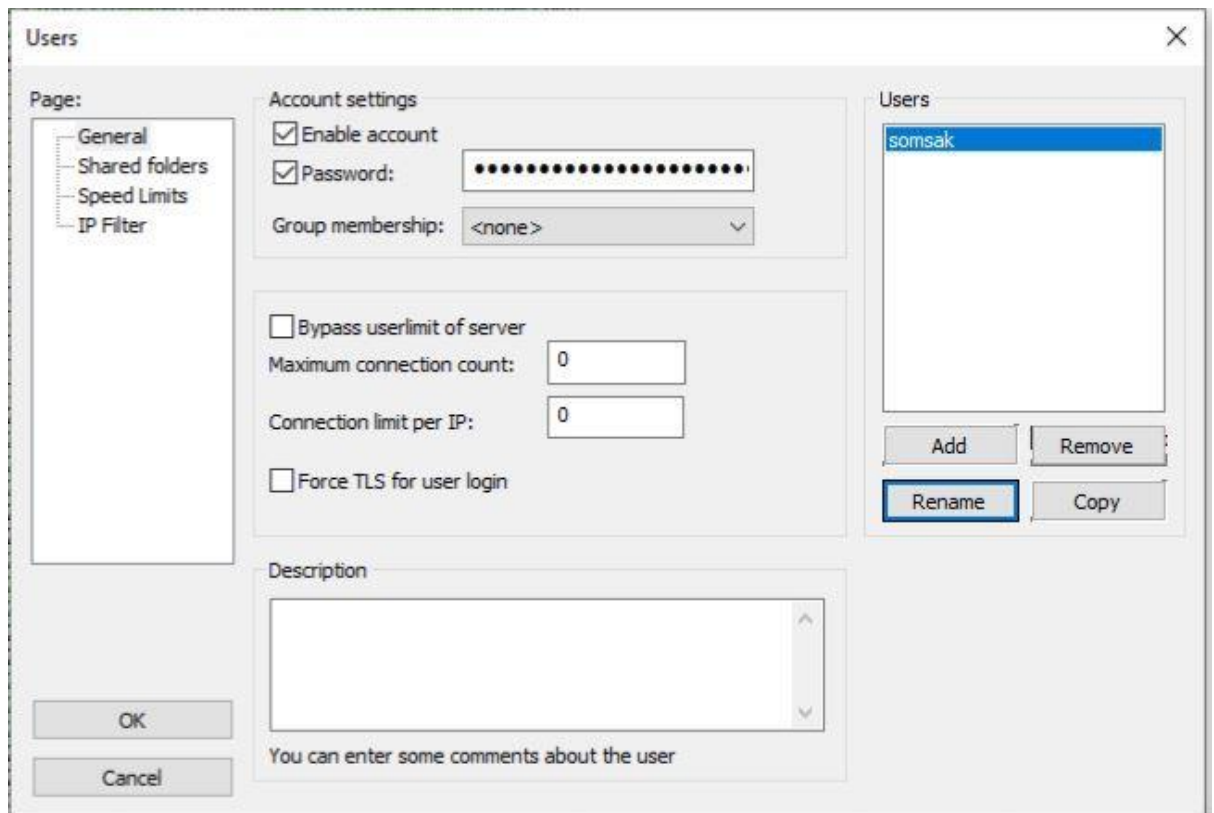 Users
Page:
General
Shared folders
Speed Limits
IP Filter
Account settings
Enable account
Password:
Group membership: <none>
Bypass userlimit of server
Maximum connection count: 0
Connection limit per IP: 0
Force TLS for user login
Description
You can enter some comments about the user
Users
somsak
Add Remove
Rename Copy
OK
Cancel